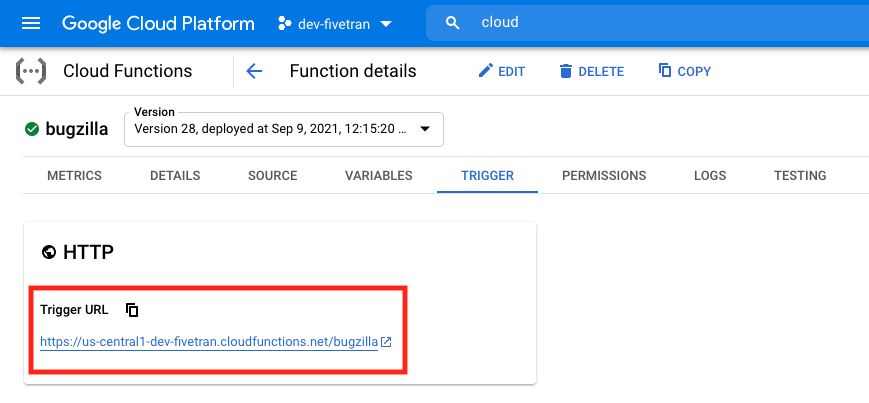 Google Cloud Platform dev-fivetran cloud
Cloud Functions Function details EDIT DELETE COPY
bugzilla Version
Version 28, deployed at Sep 9, 2021, 12:15:20 ...
METRICS DETAILS SOURCE VARIABLES TRIGGER PERMISSIONS LOGS TESTING
HTTP
Trigger URL
https://us-central1-dev-fivetran.cloudfunctions.net/bugzilla